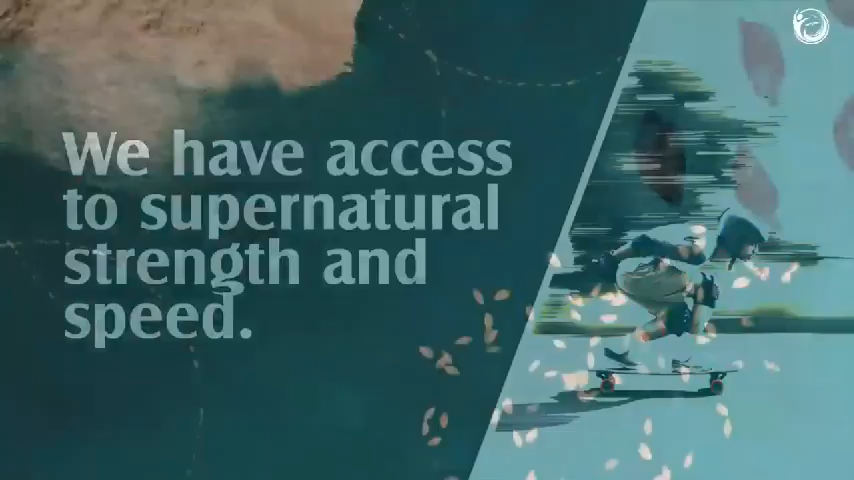 We have access
to supernatural
strength and
speed.